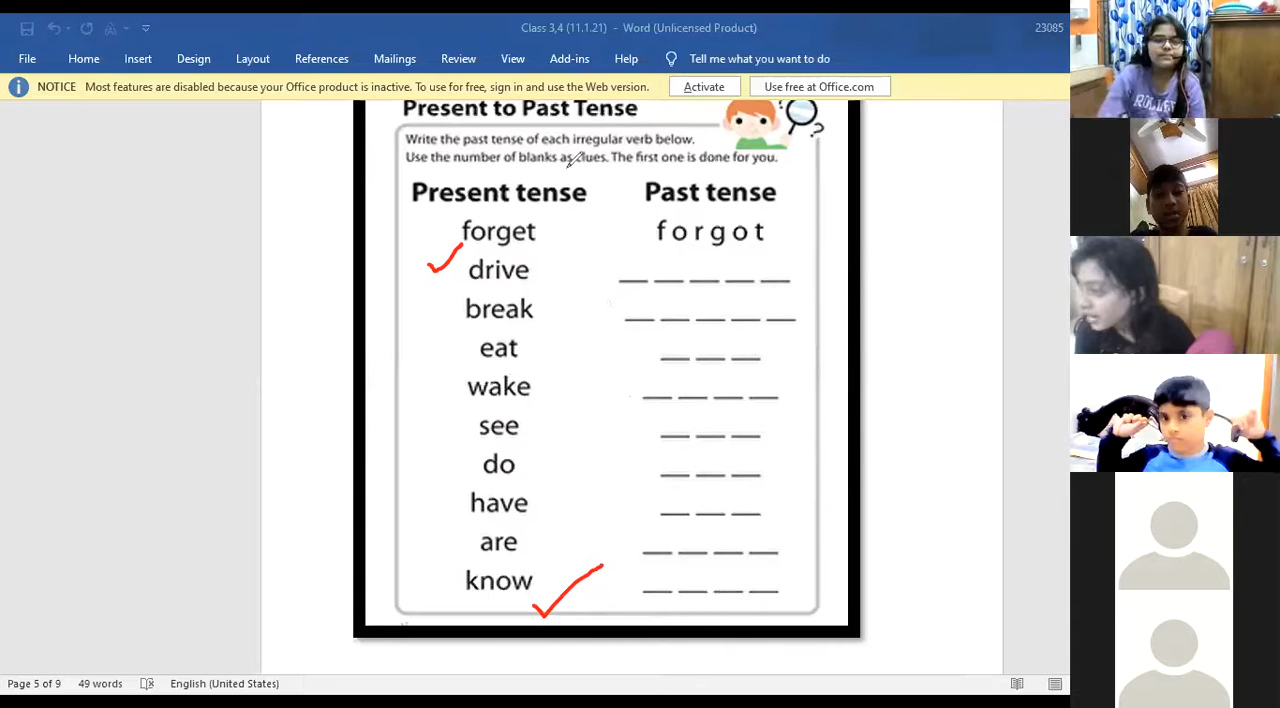 Class 3,4 (11.1.21) - Word (Unlicensed Product)
23085
File Home Insert Design Layout References Mailings Review View Add-ins Help Tell me what you want to do
NOTICE Most features are disabled because your Office product is inactive. To use for free, sign in and use the Web version. Activate Use free at Office.com
Present to Past Tense
Write the past tense of each irregular verb below.
Use the number of blanks as clues. The first one is done for you.
Present tense Past tense
forget f o r g o t
drive _ _ _ _ _
break _ _ _ _ _
eat _ _ _
wake _ _ _ _
see _ _ _
do _ _ _
have _ _ _
are _ _ _ _
know _ _ _ _
Page 5 of 9 49 words English (United States)